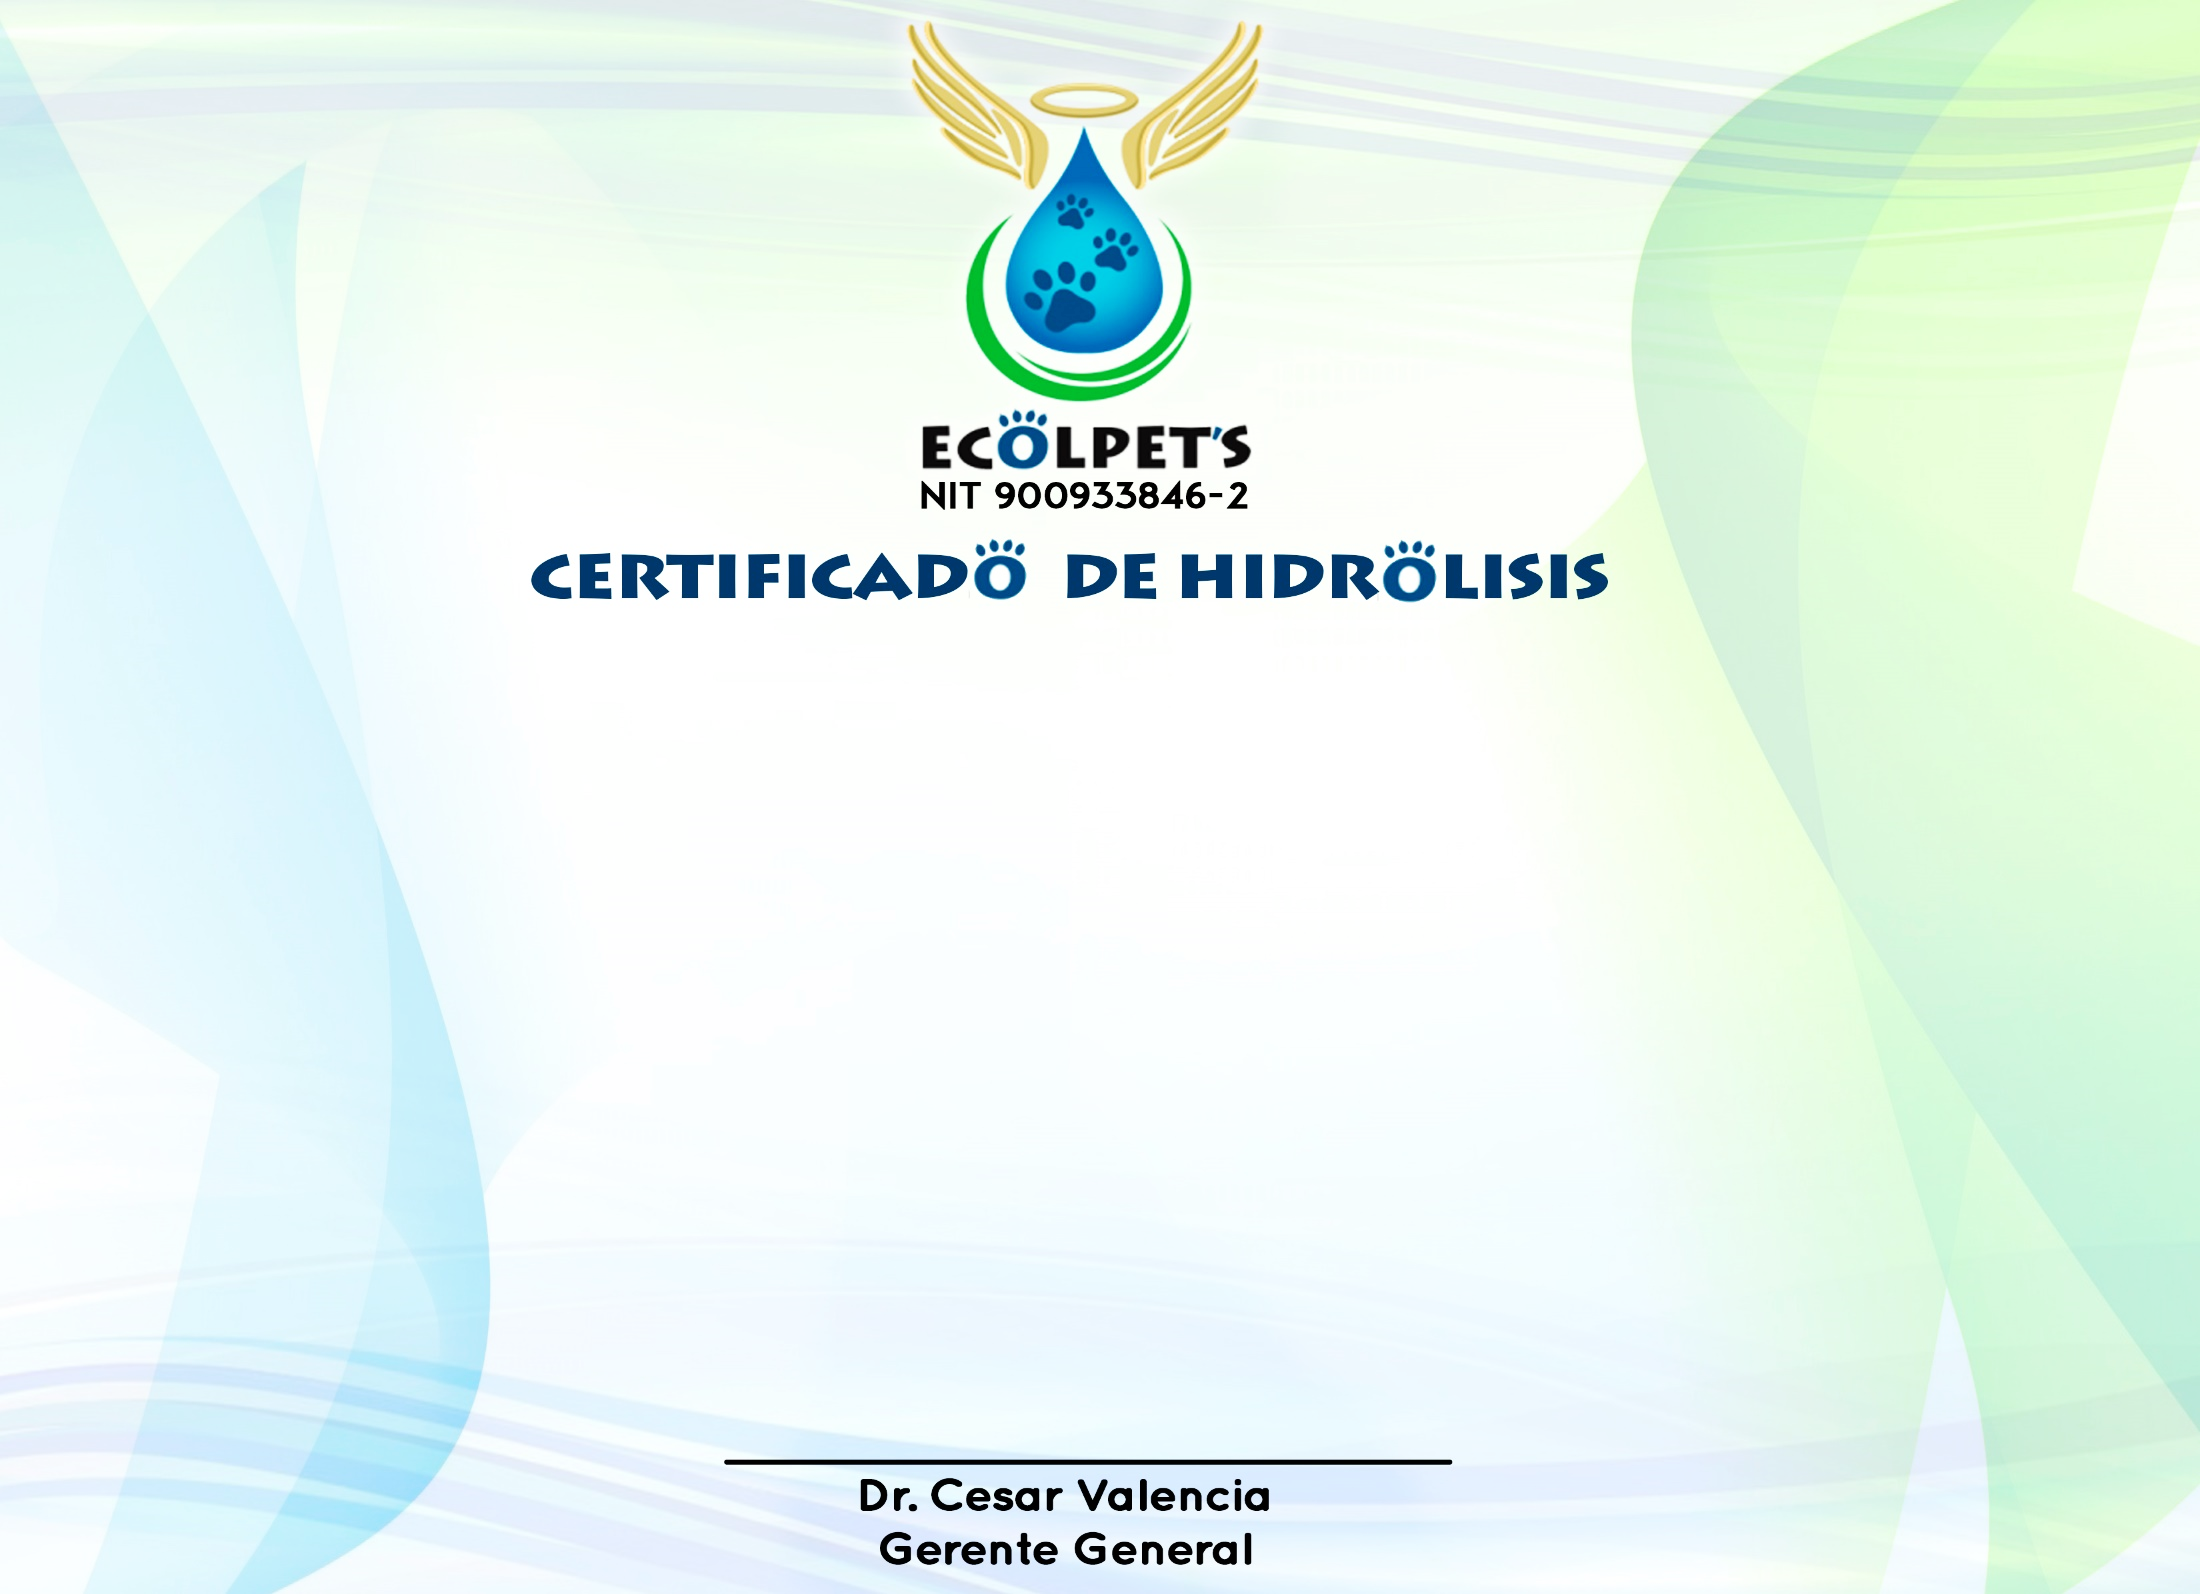 ECOLPET'S
NIT 900933846-2
CERTIFICADO DE HIDROLISIS
Dr. Cesar Valencia
Gerente General